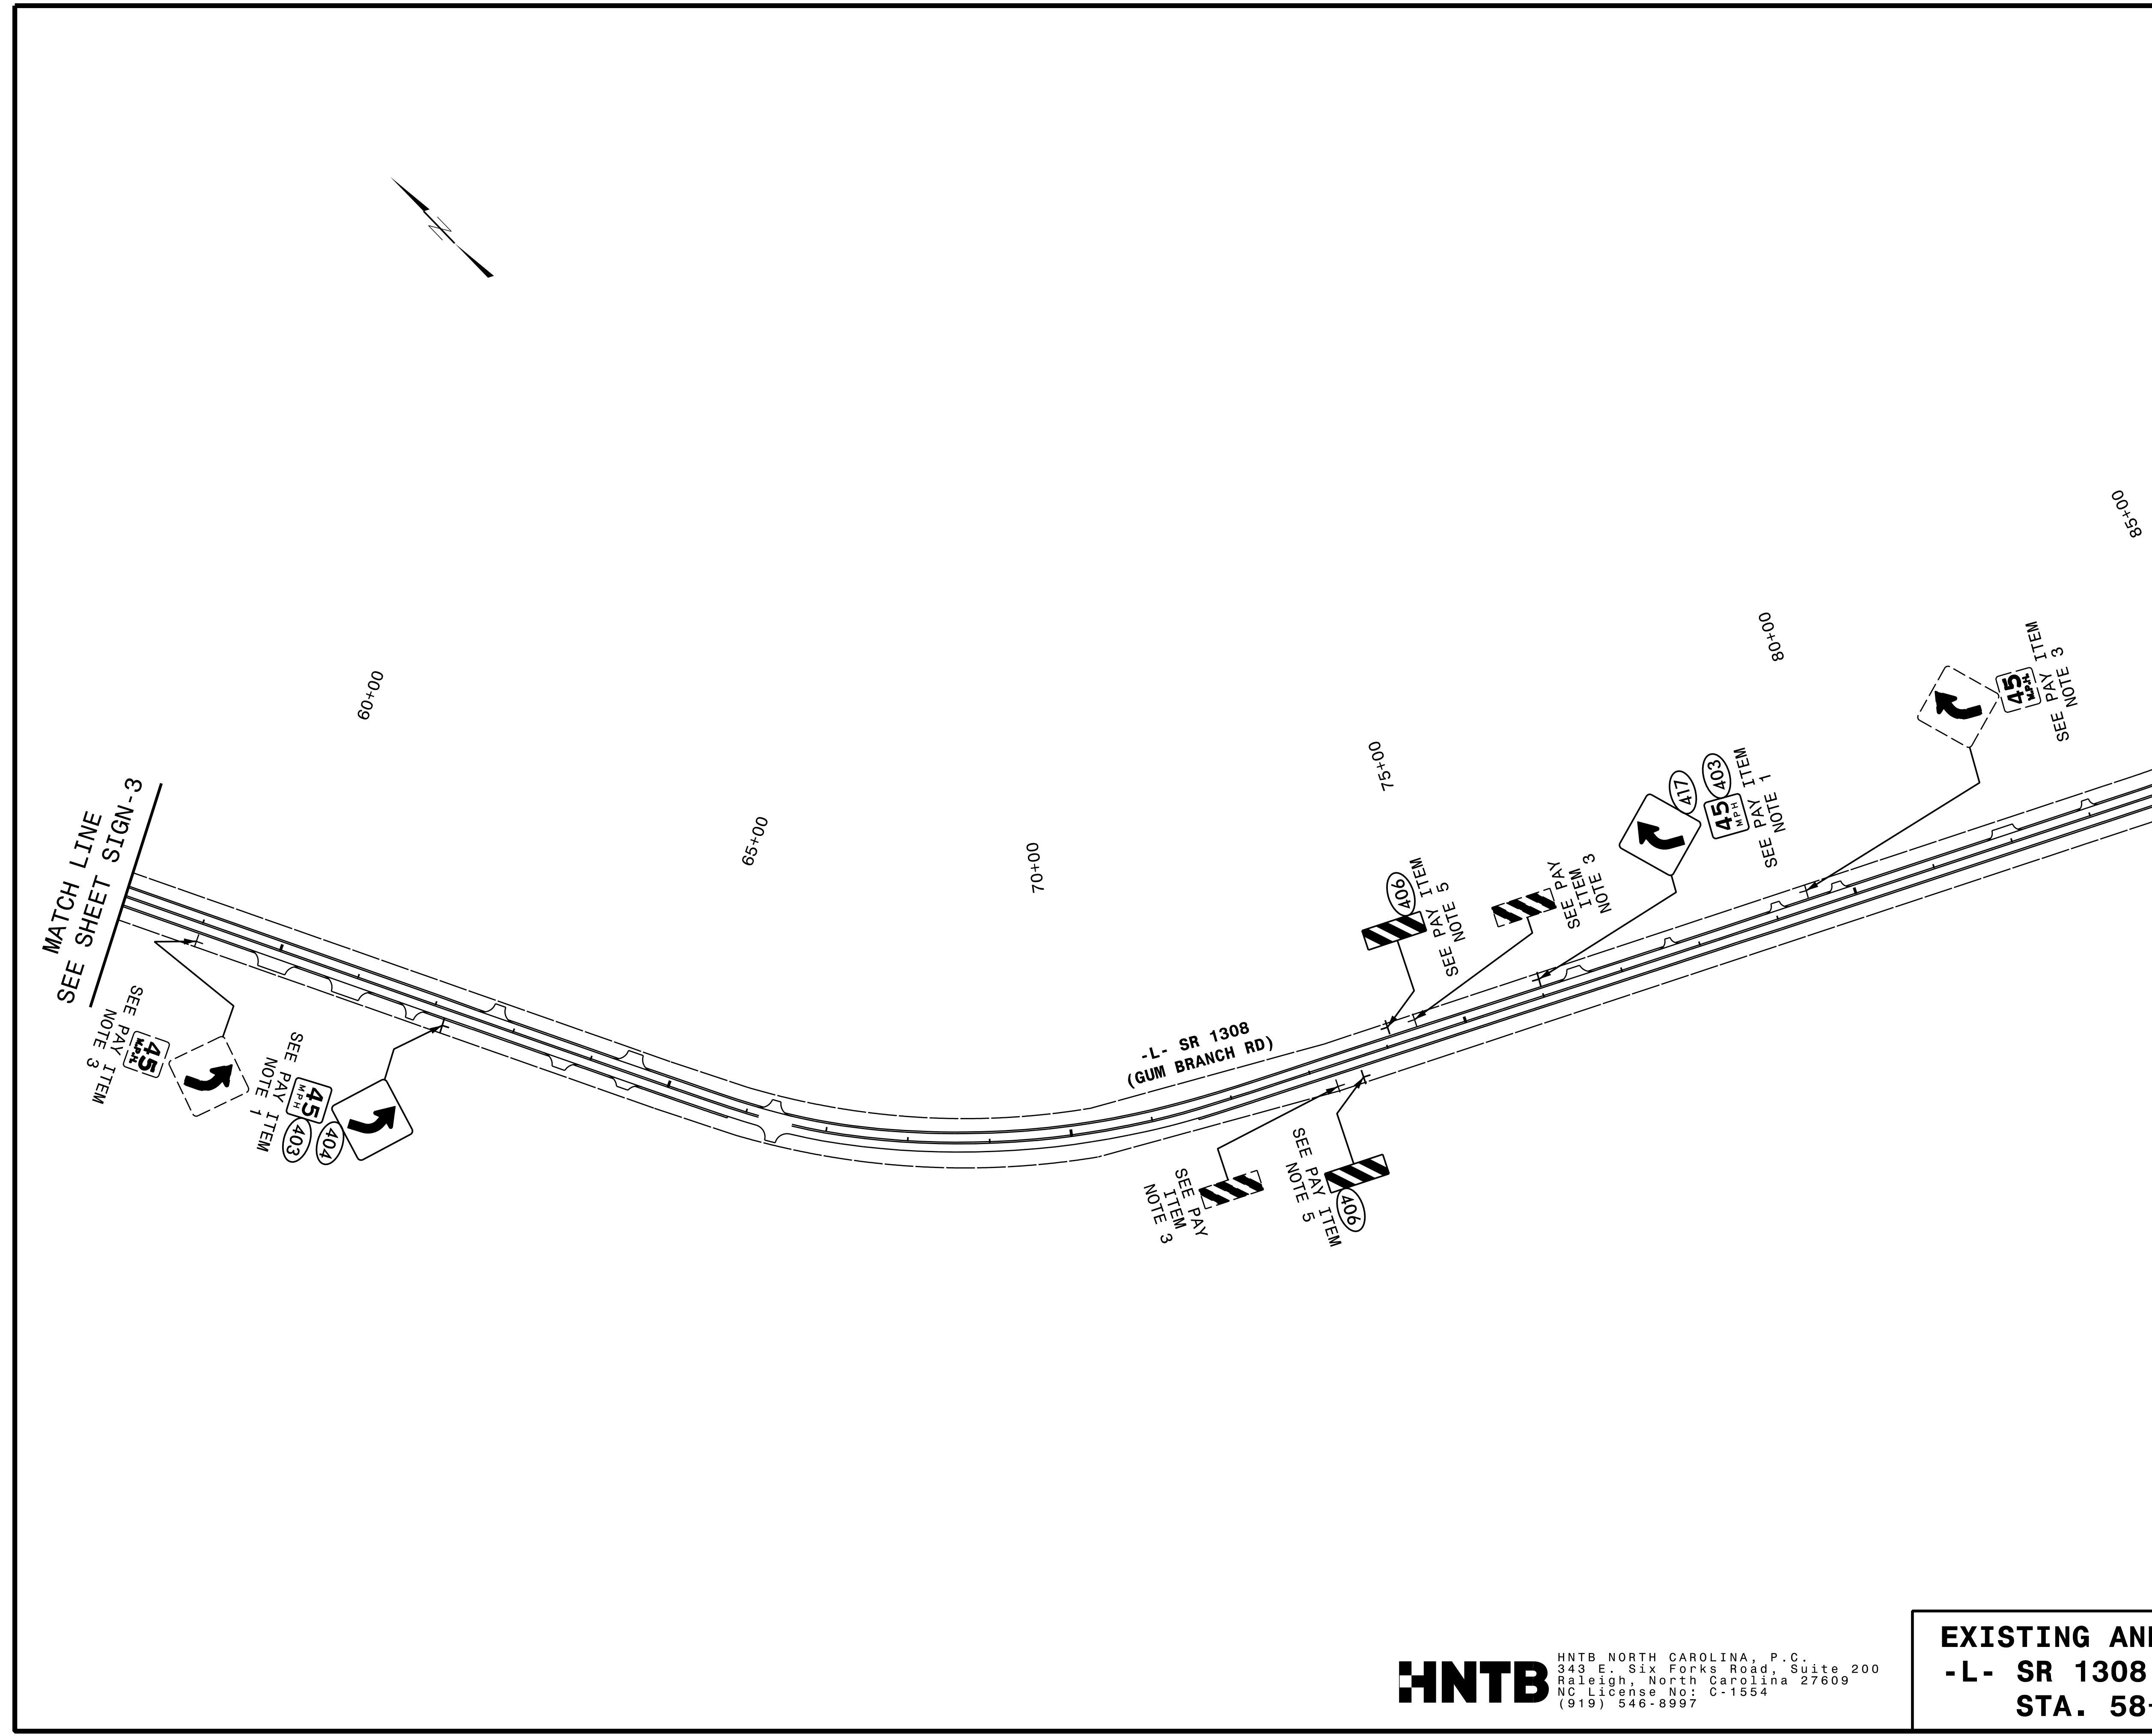 N
60+00
65+00
70+00
75+00
80+00
85+00
MATCH LINE
SEE SHEET SIGN-3
SEE PAY ITEM
NOTE 3
45
M.P.H.
SEE PAY ITEM
NOTE 1
45
MPH
403
404
-L- SR 1308
(GUM BRANCH RD)
406
SEE PAY ITEM
NOTE 5
SEE PAY
ITEM
NOTE 3
417
403
45
MPH
SEE PAY ITEM
NOTE 1
45
M.P.H.
SEE PAY ITEM
NOTE 3
SEE PAY
ITEM
NOTE 3
SEE PAY ITEM
NOTE 5
406
HNTB
HNTB NORTH CAROLINA, P.C.
343 E. Six Forks Road, Suite 200
Raleigh, North Carolina 27609
NC License No: C-1554
(919) 546-8997
EXISTING
-L- SR 1308
STA. 58